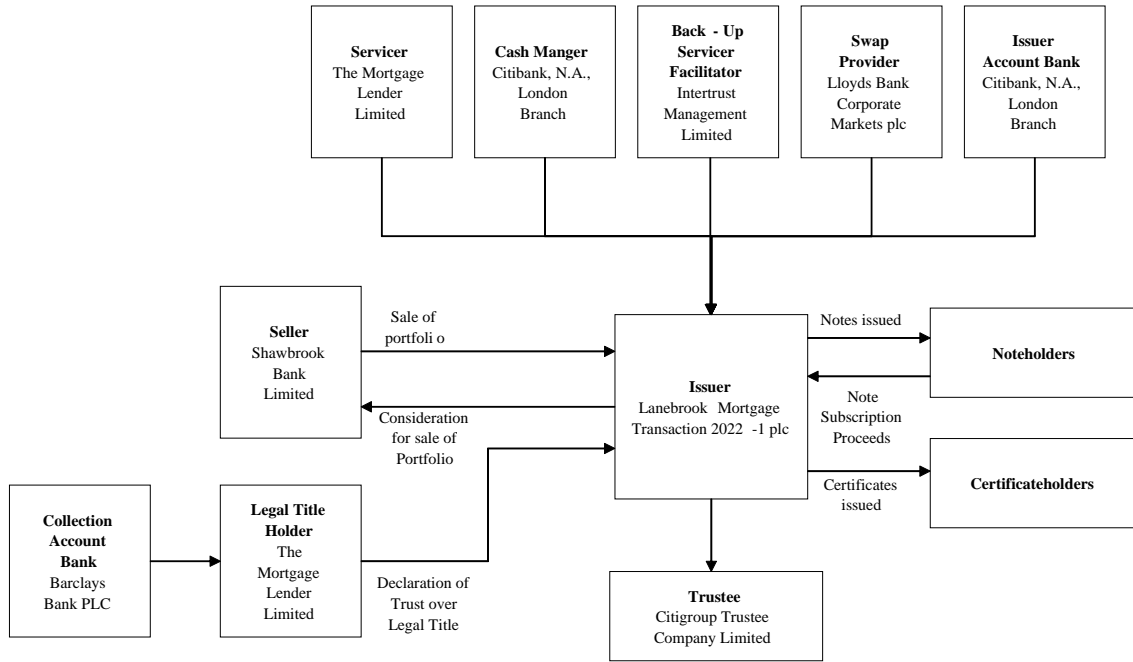 Servicer
The Mortgage
Lender
Limited
Cash Manger
Citibank, N.A.,
London
Branch
Back - Up
Servicer
Facilitator
Intertrust
Management
Limited
Swap
Provider
Lloyds Bank
Corporate
Markets plc
Issuer
Account Bank
Citibank, N.A.,
London
Branch
Seller
Shawbrook
Bank
Limited
Sale of
portfoli o
Consideration
for sale of
Portfolio
Issuer
Lanebrook Mortgage
Transaction 2022 -1 plc
Notes issued
Noteholders
Note
Subscription
Proceeds
Certificates
issued
Certificateholders
Collection
Account
Bank
Barclays
Bank PLC
Legal Title
Holder
The
Mortgage
Lender
Limited
Declaration of
Trust over
Legal Title
Trustee
Citigroup Trustee
Company Limited